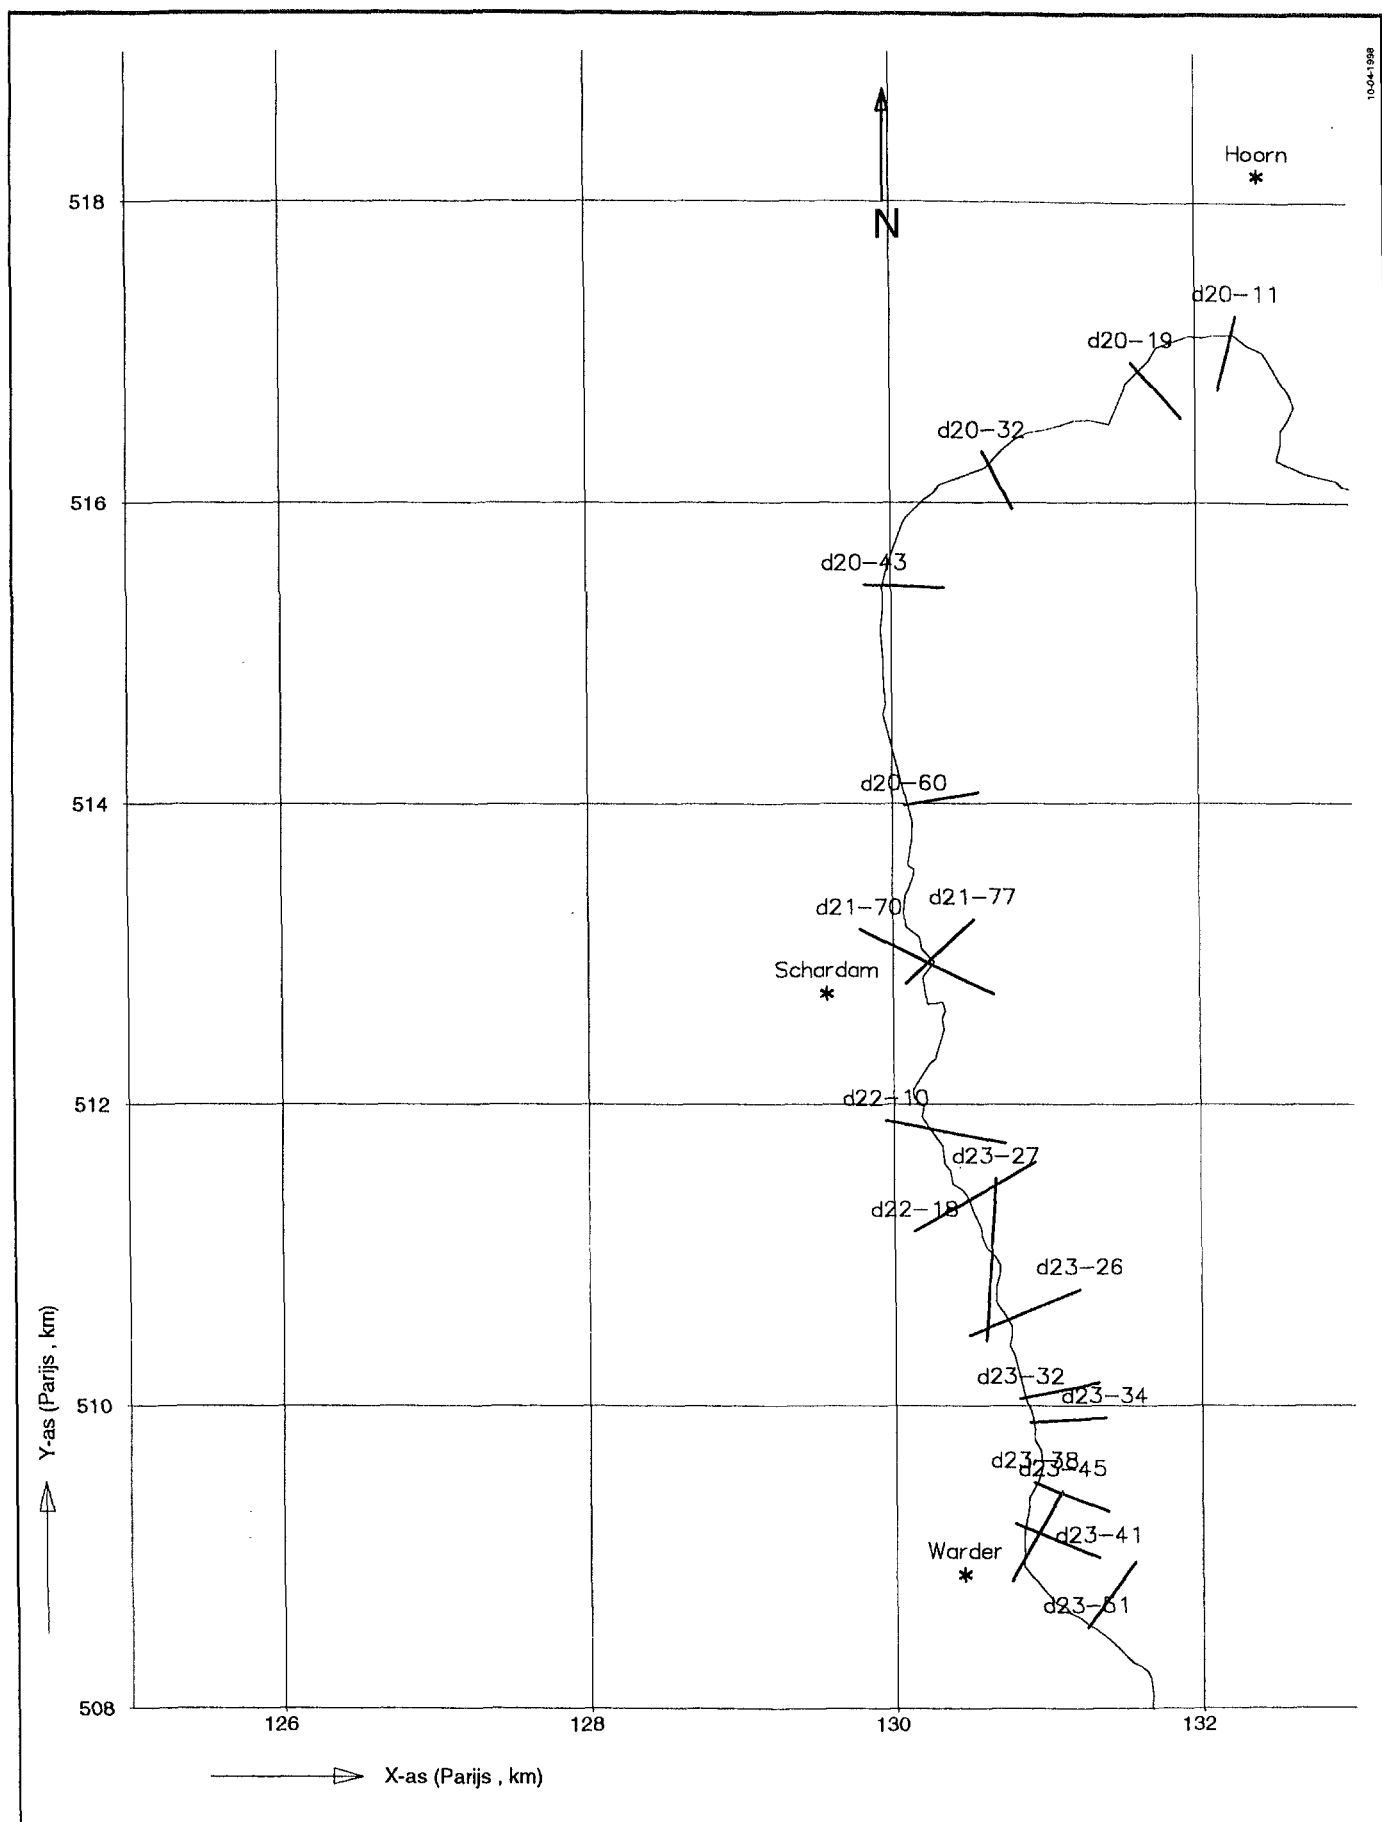 10-04-1998
Hoorn
518
N
d20-11
d20-19
d20-32
516
d20-43
514
d20-60
d21-77
d21-70
Schardam
512
d22-10
d23-27
d22-18
d23-26
d23-32
d23-34
510
Y-as (Parijs , km)
d23-38
d23-45
d23-41
Warder
d23-51
508
126
128
130
132
X-as (Parijs , km)